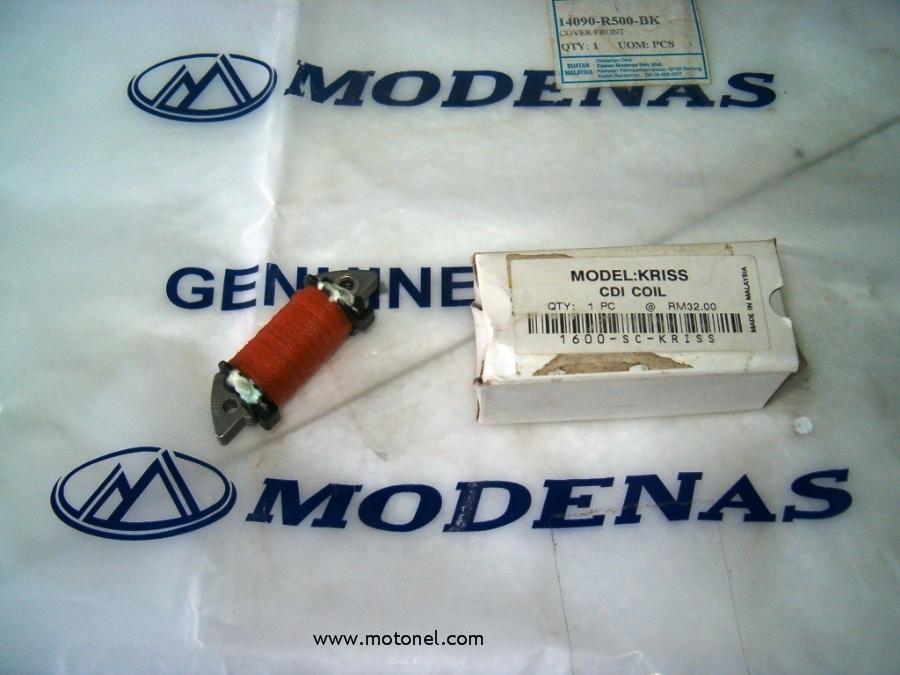 14090-R500-BK
COVER FRONT
QTY: 1 UOM: PCS
BUATAN
MALAYSIA
MODENAS
GENUINE
MODEL:KRISS
CDI COIL
QTY: 1 PC @ RM32.00
1600-SC-KRISS
MADE IN MALAYSIA
MODENAS
www.motonel.com